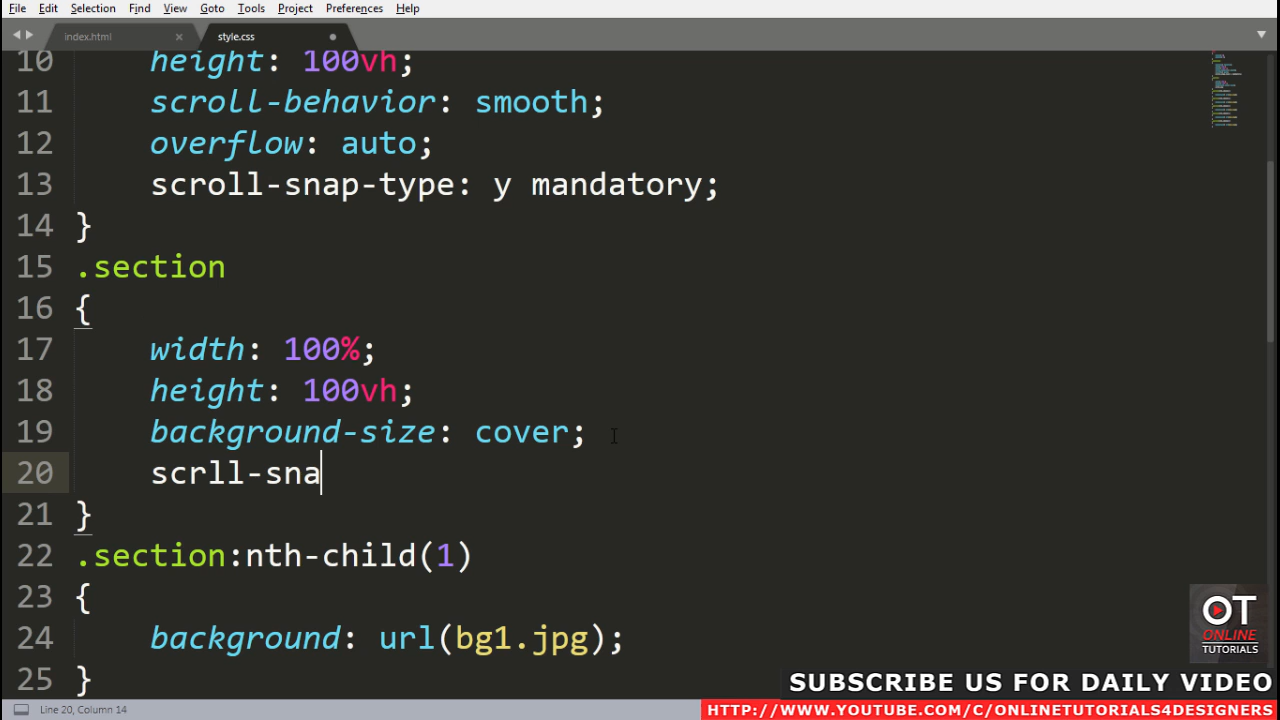 File Edit Selection Find View Goto Tools Project Preferences Help
index.html × style.css
10 height: 100vh;
11 scroll-behavior: smooth;
12 overflow: auto;
13 scroll-snap-type: y mandatory;
14 }
15 .section
16 {
17 width: 100%;
18 height: 100vh;
19 background-size: cover;
20 scrll-sna
21 }
22 .section:nth-child(1)
23 {
24 background: url(bg1.jpg);
25 }
OT
ONLINE
TUTORIALS
SUBSCRIBE US FOR DAILY VIDEO
Line 20, Column 14
HTTP://WWW.YOUTUBE.COM/C/ONLINETUTORIALS4DESIGNERS